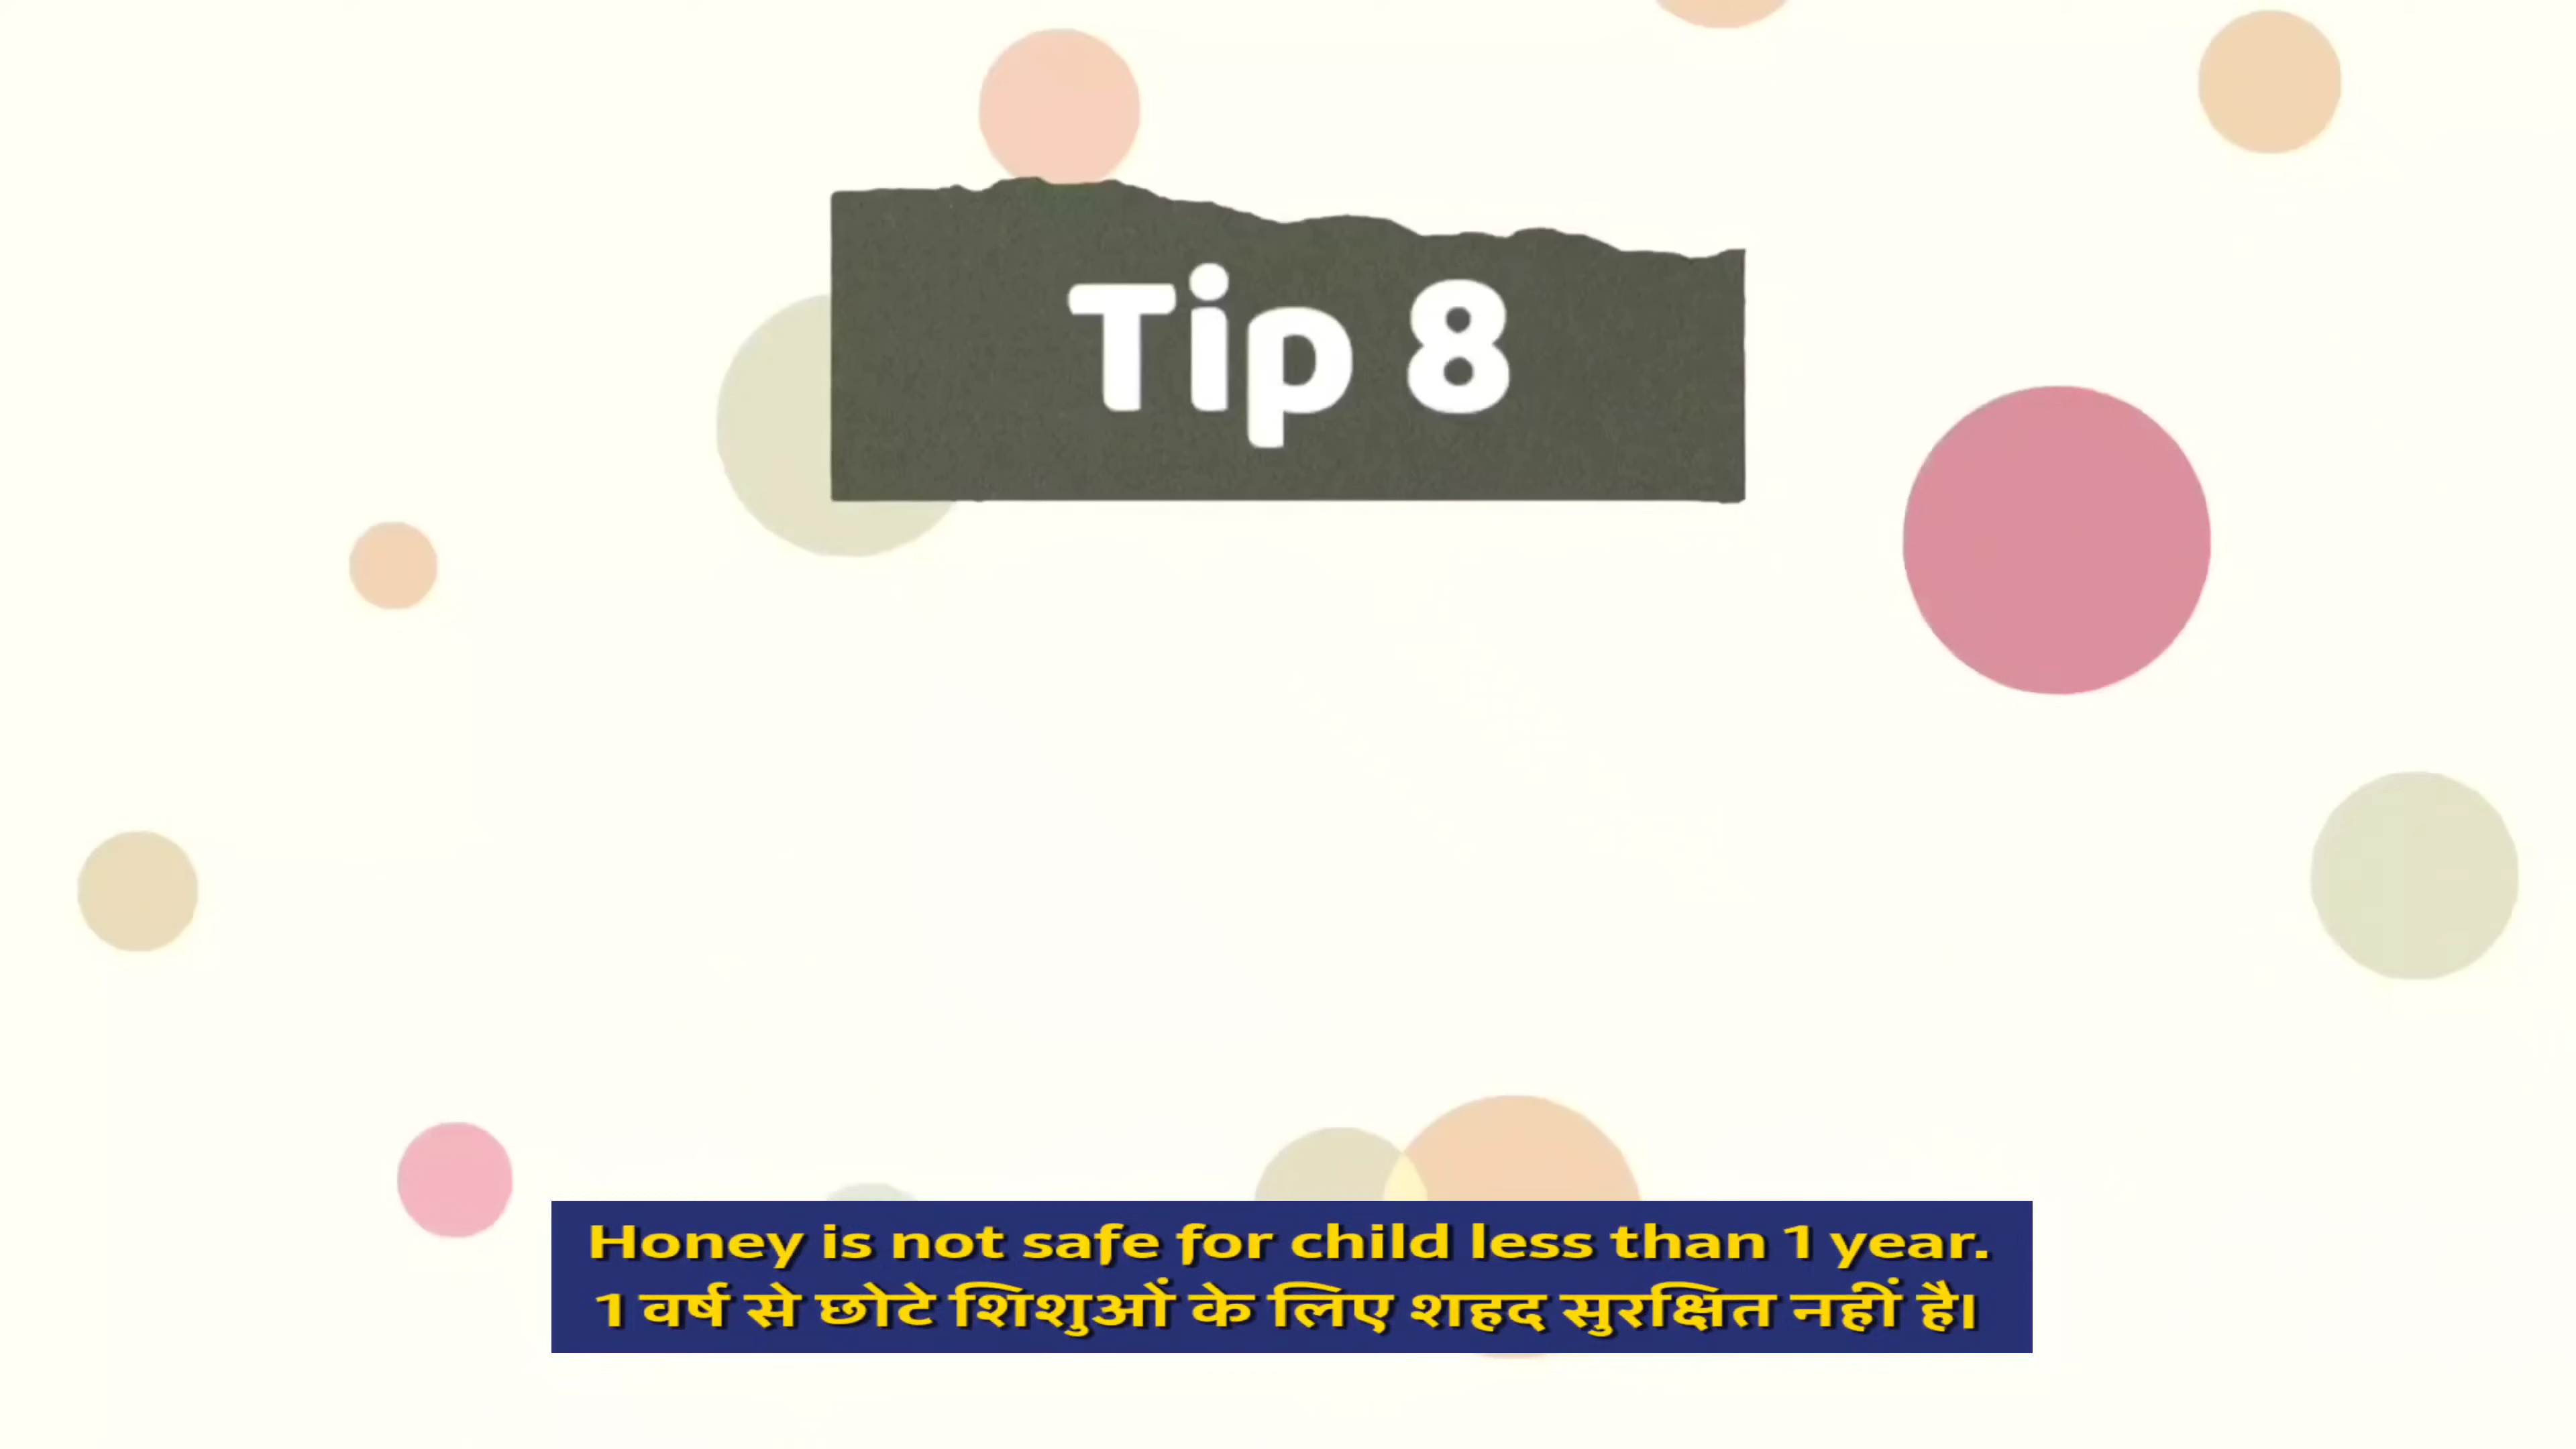 Tip 8
Honey is not safe for child less than 1 year.
1 वर्ष से छोटे शिशुओं के लिए शहद सुरक्षित नहीं है।